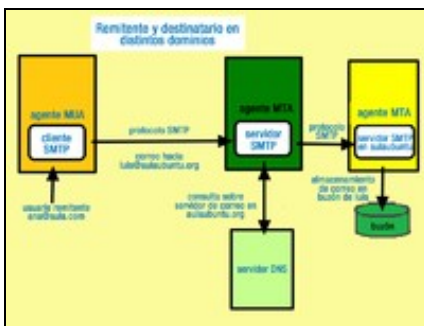 Remitente y destinatario en
distintos dominios
agente MUA
cliente
SMTP
protocolo SMTP
correo hacia
luis@aulaubuntu.org
usuario remitente
ana@aula.com
agente MTA
servidor
SMTP
protocolo
SMTP
agente MTA
servidor SMTP
en aulaubuntu
consulta sobre
servidor de correo en
aulaubuntu.org
almacenamiento
de correo en
buzón de luis
servidor DNS
buzón